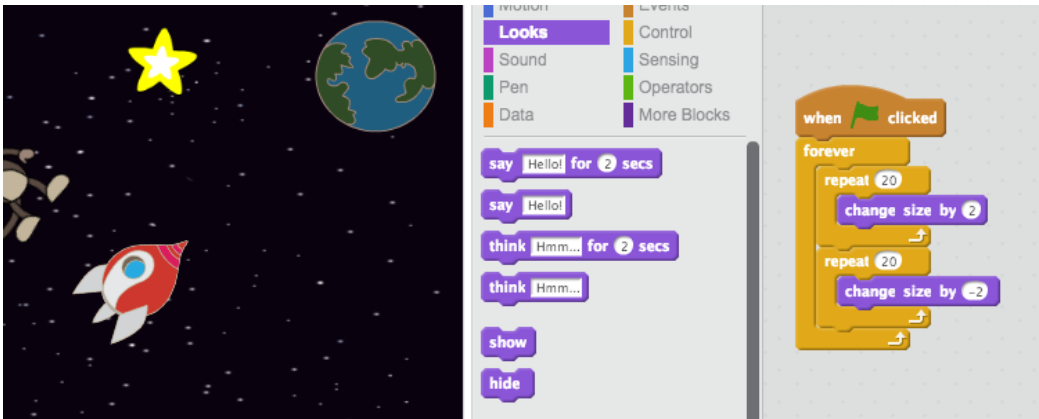 Motion Events
Looks Control
Sound Sensing
Pen Operators
Data More Blocks
say Hello! for 2 secs
say Hello!
think Hmm... for 2 secs
think Hmm...
show
hide
when clicked
forever
repeat 20
change size by 2
repeat 20
change size by -2